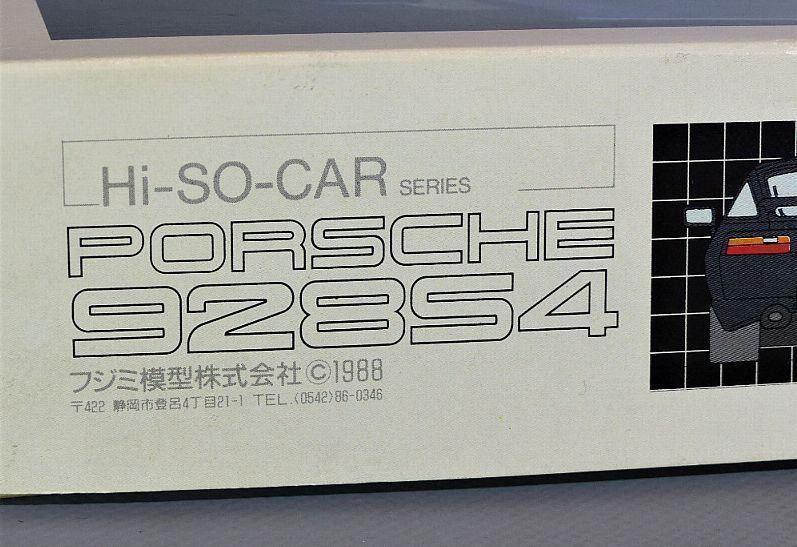 Hi-SO-CAR SERIES
PORSCHE
928S4
フジミ模型株式会社©1988
〒422 静岡市登呂4丁目21-1 TEL.(0542)86-0346